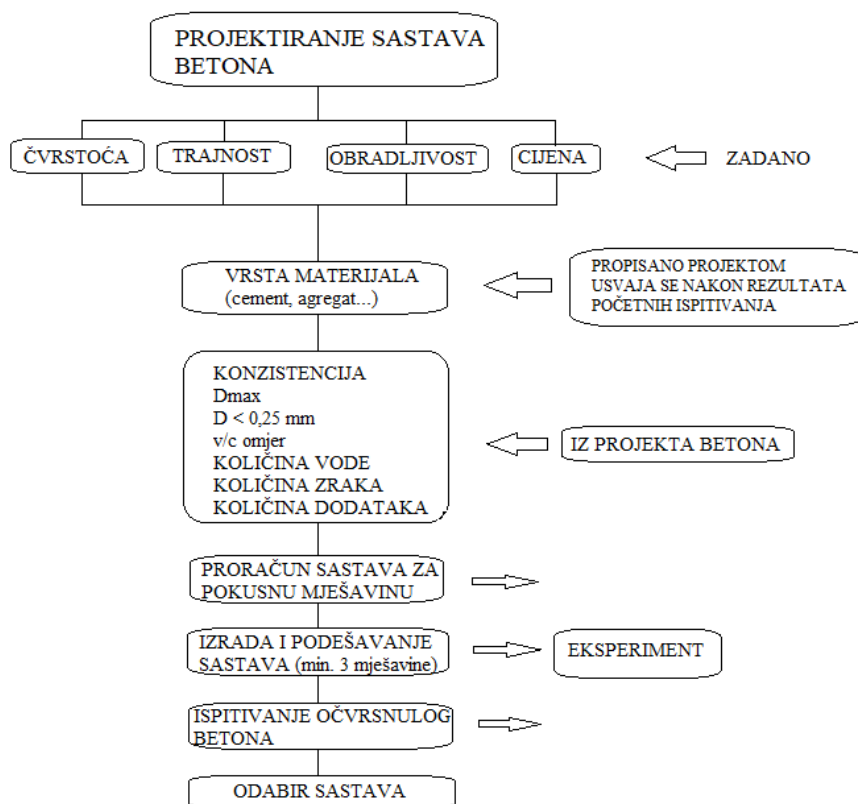 PROJEKTIRANJE SASTAVA
BETONA
ČVRSTOĆA
TRAJNOST
OBRADLJIVOST
CIJENA
ZADANO
VRSTA MATERIJALA
(cement, agregat...)
PROPISANO PROJEKTOM
USVAJA SE NAKON REZULTATA
POČETNIH ISPITIVANJA
KONZISTENCIJA
Dmax
D < 0,25 mm
v/c omjer
KOLIČINA VODE
KOLIČINA ZRAKA
KOLIČINA DODATAKA
IZ PROJEKTA BETONA
PRORAČUN SASTAVA ZA
POKUSNU MJEŠAVINU
IZRADA I PODEŠAVANJE
SASTAVA (min. 3 mješavine)
EKSPERIMENT
ISPITIVANJE OČVRSNULOG
BETONA
ODABIR SASTAVA